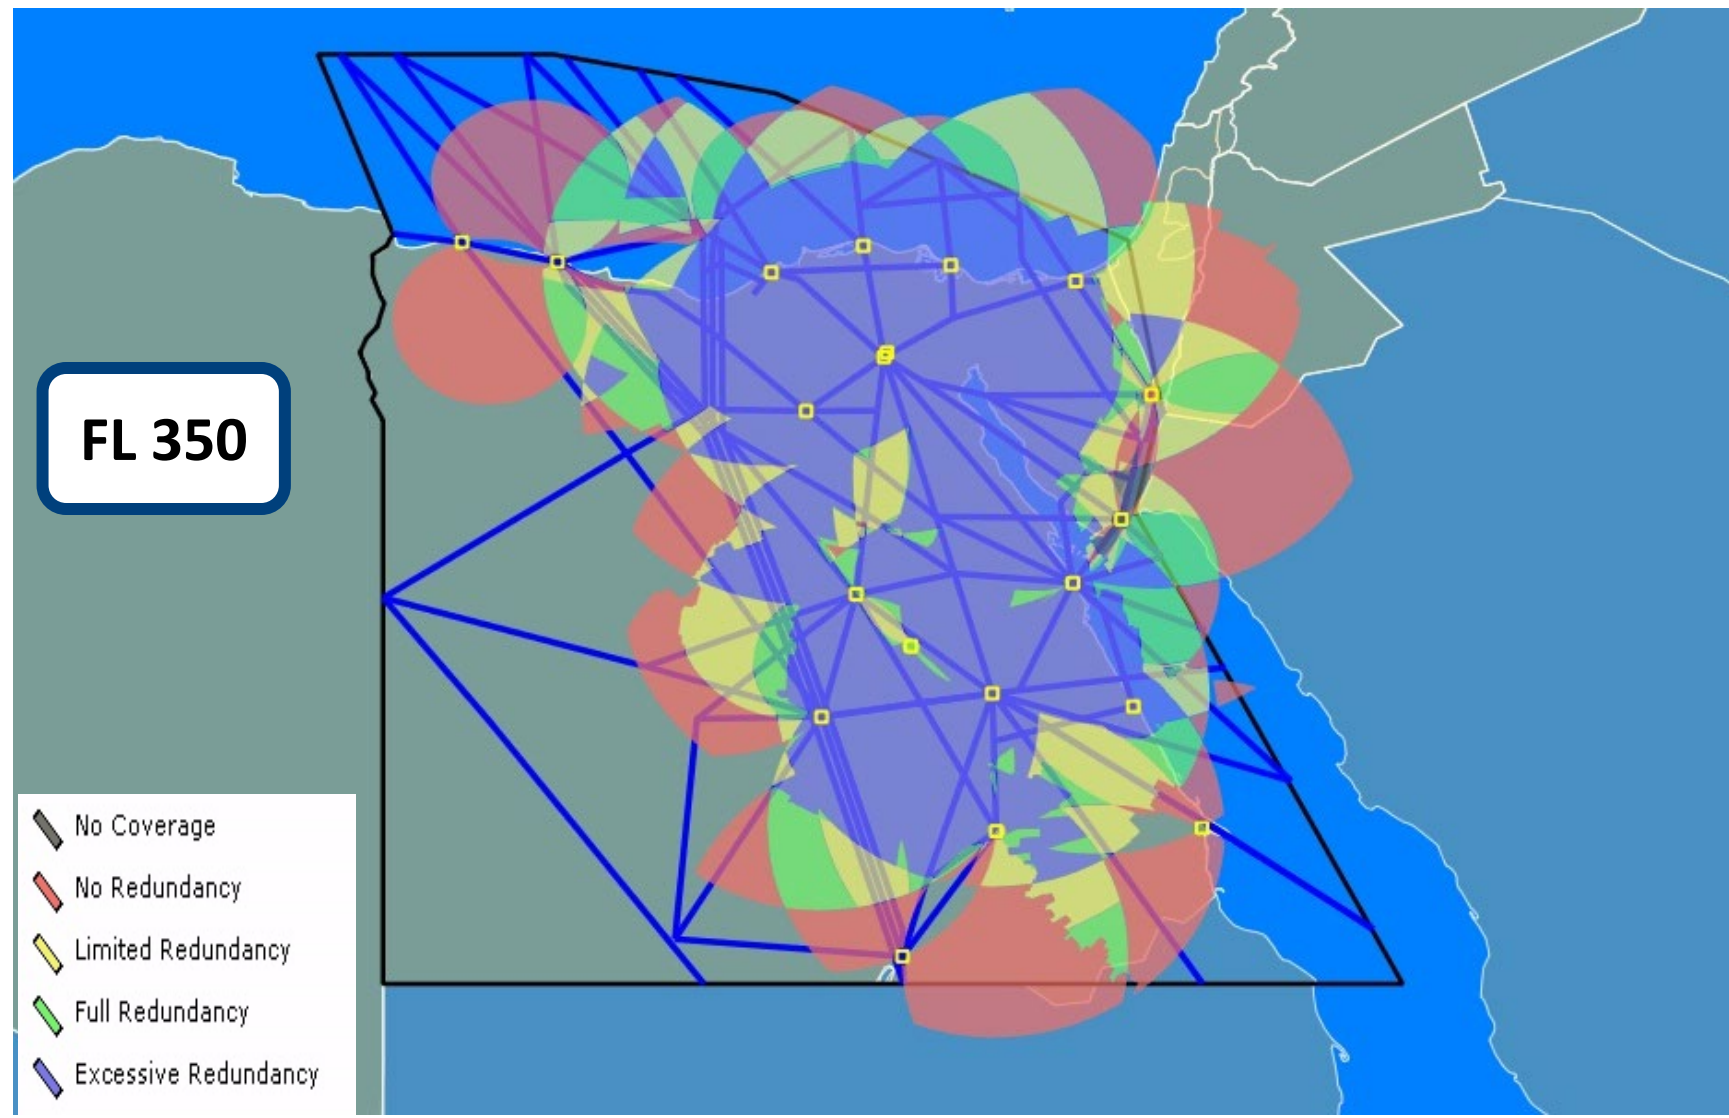 FL 350
No Coverage
No Redundancy
Limited Redundancy
Full Redundancy
Excessive Redundancy